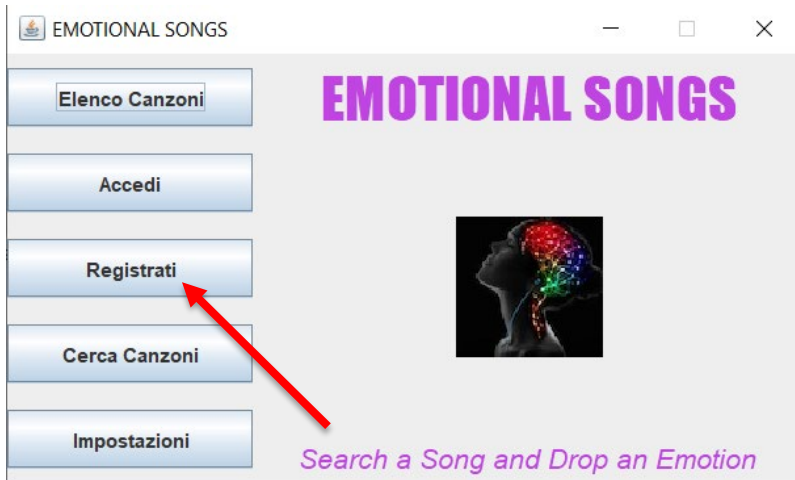 EMOTIONAL SONGS
Elenco Canzoni
EMOTIONAL SONGS
Accedi
Registrati
Cerca Canzoni
Impostazioni
Search a Song and Drop an Emotion